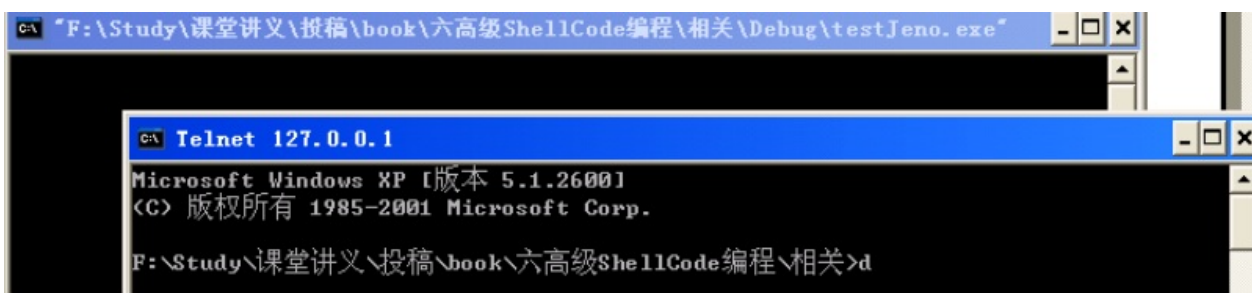 "F:\Study\课堂讲义\投稿\book\六高级ShellCode编程\相关\Debug\testJeno.exe"
Telnet 127.0.0.1
Microsoft Windows XP [版本 5.1.2600]
(C) 版权所有 1985-2001 Microsoft Corp.
F:\Study\课堂讲义\投稿\book\六高级ShellCode编程\相关>d